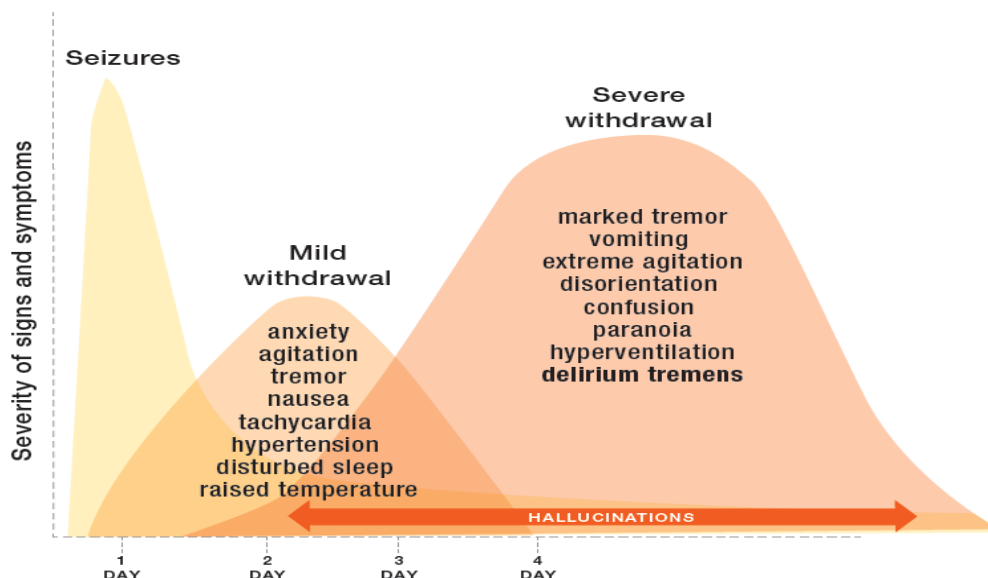 Seizures
Severe
withdrawal
Severity of signs and symptoms
marked tremor
vomiting
extreme agitation
disorientation
confusion
paranoia
hyperventilation
delirium tremens
Mild
withdrawal
anxiety
agitation
tremor
nausea
tachycardia
hypertension
disturbed sleep
raised temperature
HALLUCINATIONS
1
DAY
2
DAY
3
DAY
4
DAY